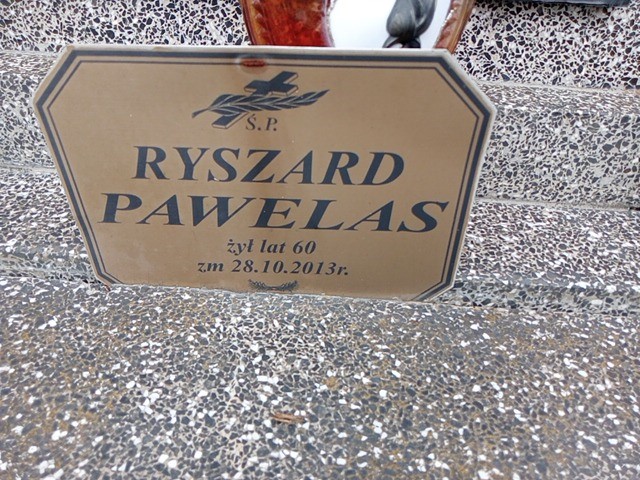 Ś.P.
RYSZARD
PAWELAS
żył lat 60
zm 28.10.2013r.